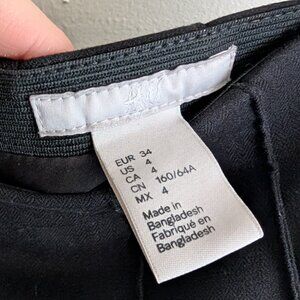 EUR 34
US 4
CA 4
CN 160/64A
MX 4
Made in
Bangladesh
Fabriqué en
Bangladesh